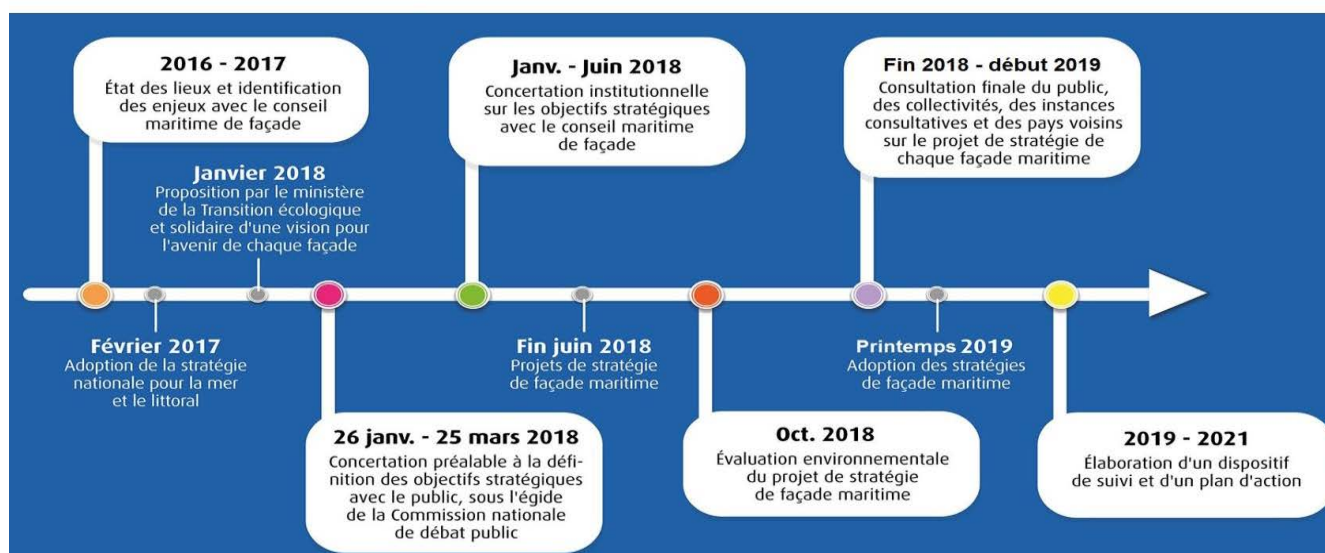 2016 - 2017
État des lieux et identification
des enjeux avec le conseil
maritime de façade
Janvier 2018
Proposition par le ministère
de la Transition écologique
et solidaire d'une vision pour
l'avenir de chaque façade
Janv. - Juin 2018
Concertation institutionnelle
sur les objectifs stratégiques
avec le conseil maritime
de façade
Fin 2018 - début 2019
Consultation finale du public,
des collectivités, des instances
consultatives et des pays voisins
sur le projet de stratégie de
chaque façade maritime
Février 2017
Adoption de la stratégie
nationale pour la mer
et le littoral
26 janv. - 25 mars 2018
Concertation préalable à la défi-
nition des objectifs stratégiques
avec le public, sous l'égide
de la Commission nationale
de débat public
Fin juin 2018
Projets de stratégie
de façade maritime
Oct. 2018
Évaluation environnementale
du projet de stratégie
de façade maritime
Printemps 2019
Adoption des stratégies
de façade maritime
2019 - 2021
Élaboration d'un dispositif
de suivi et d'un plan d'action